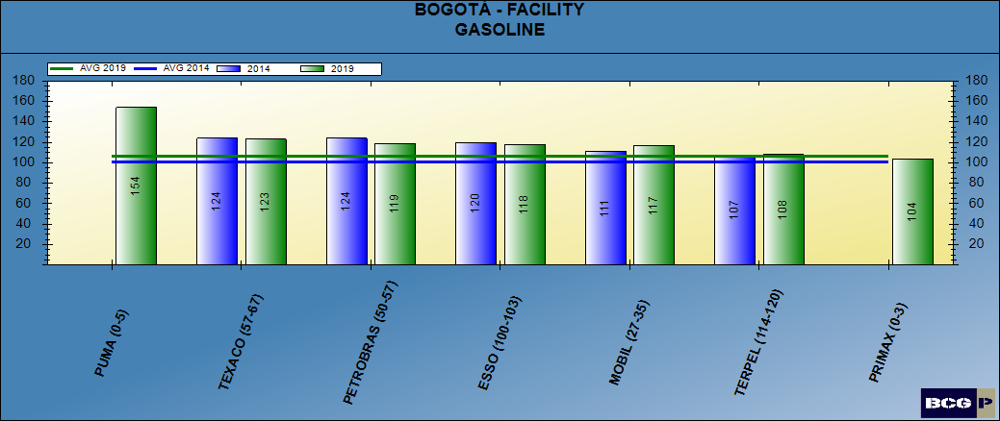 BOGOTÁ - FACILITY
GASOLINE
AVG 2019 AVG 2014 2014 2019
180 180
160 160
140 140
120 120
100 100
80 80
60 60
40 40
20 20
154 124 123 124 119 120 118 111 117 107 108 104
PUMA (0-5)
TEXACO (57-67)
PETROBRAS (50-57)
ESSO (100-103)
MOBIL (27-35)
TERPEL (114-120)
PRIMAX (0-3)
BCG P